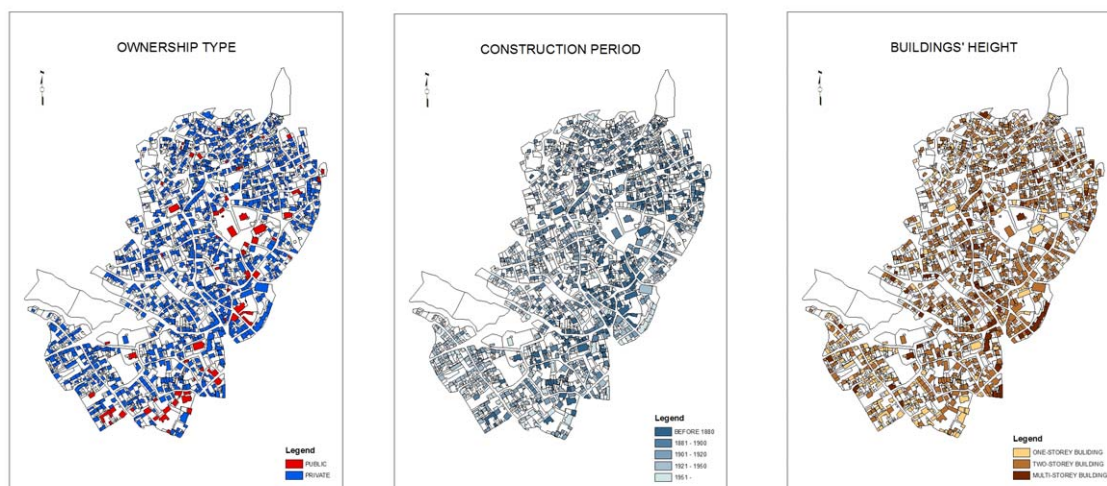 OWNERSHIP TYPE
Legend
PUBLIC
PRIVATE
CONSTRUCTION PERIOD
Legend
BEFORE 1880
1881 - 1900
1901 - 1920
1921 - 1950
1951 -
BUILDINGS' HEIGHT
Legend
ONE-STOREY BUILDING
TWO-STOREY BUILDING
MULTI-STOREY BUILDING